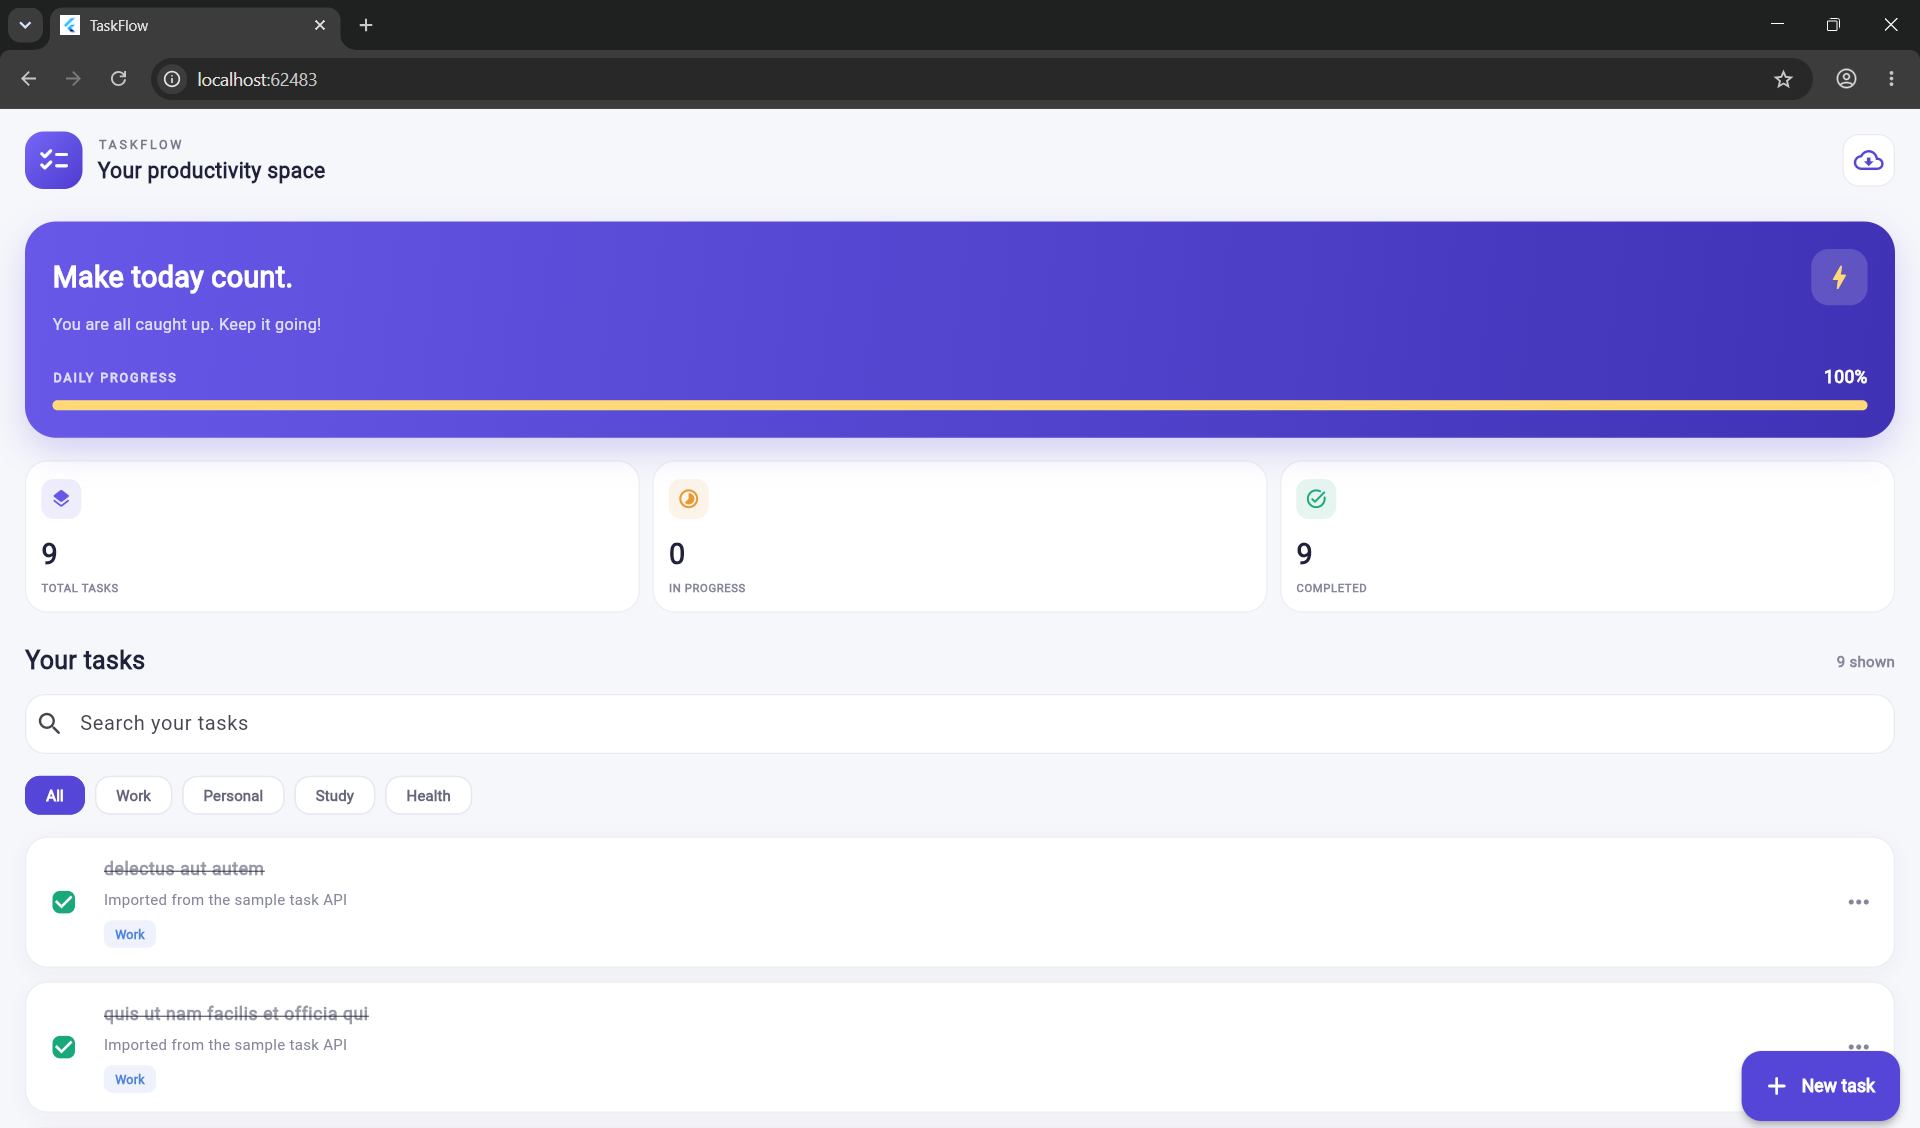 TaskFlow
localhost:62483
TASKFLOW
Your productivity space
Make today count.
You are all caught up. Keep it going!
DAILY PROGRESS
100%
9
TOTAL TASKS
0
IN PROGRESS
9
COMPLETED
Your tasks
9 shown
Search your tasks
All
Work
Personal
Study
Health
delectus aut autem
Imported from the sample task API
Work
quis ut nam facilis et officia qui
Imported from the sample task API
Work
New task